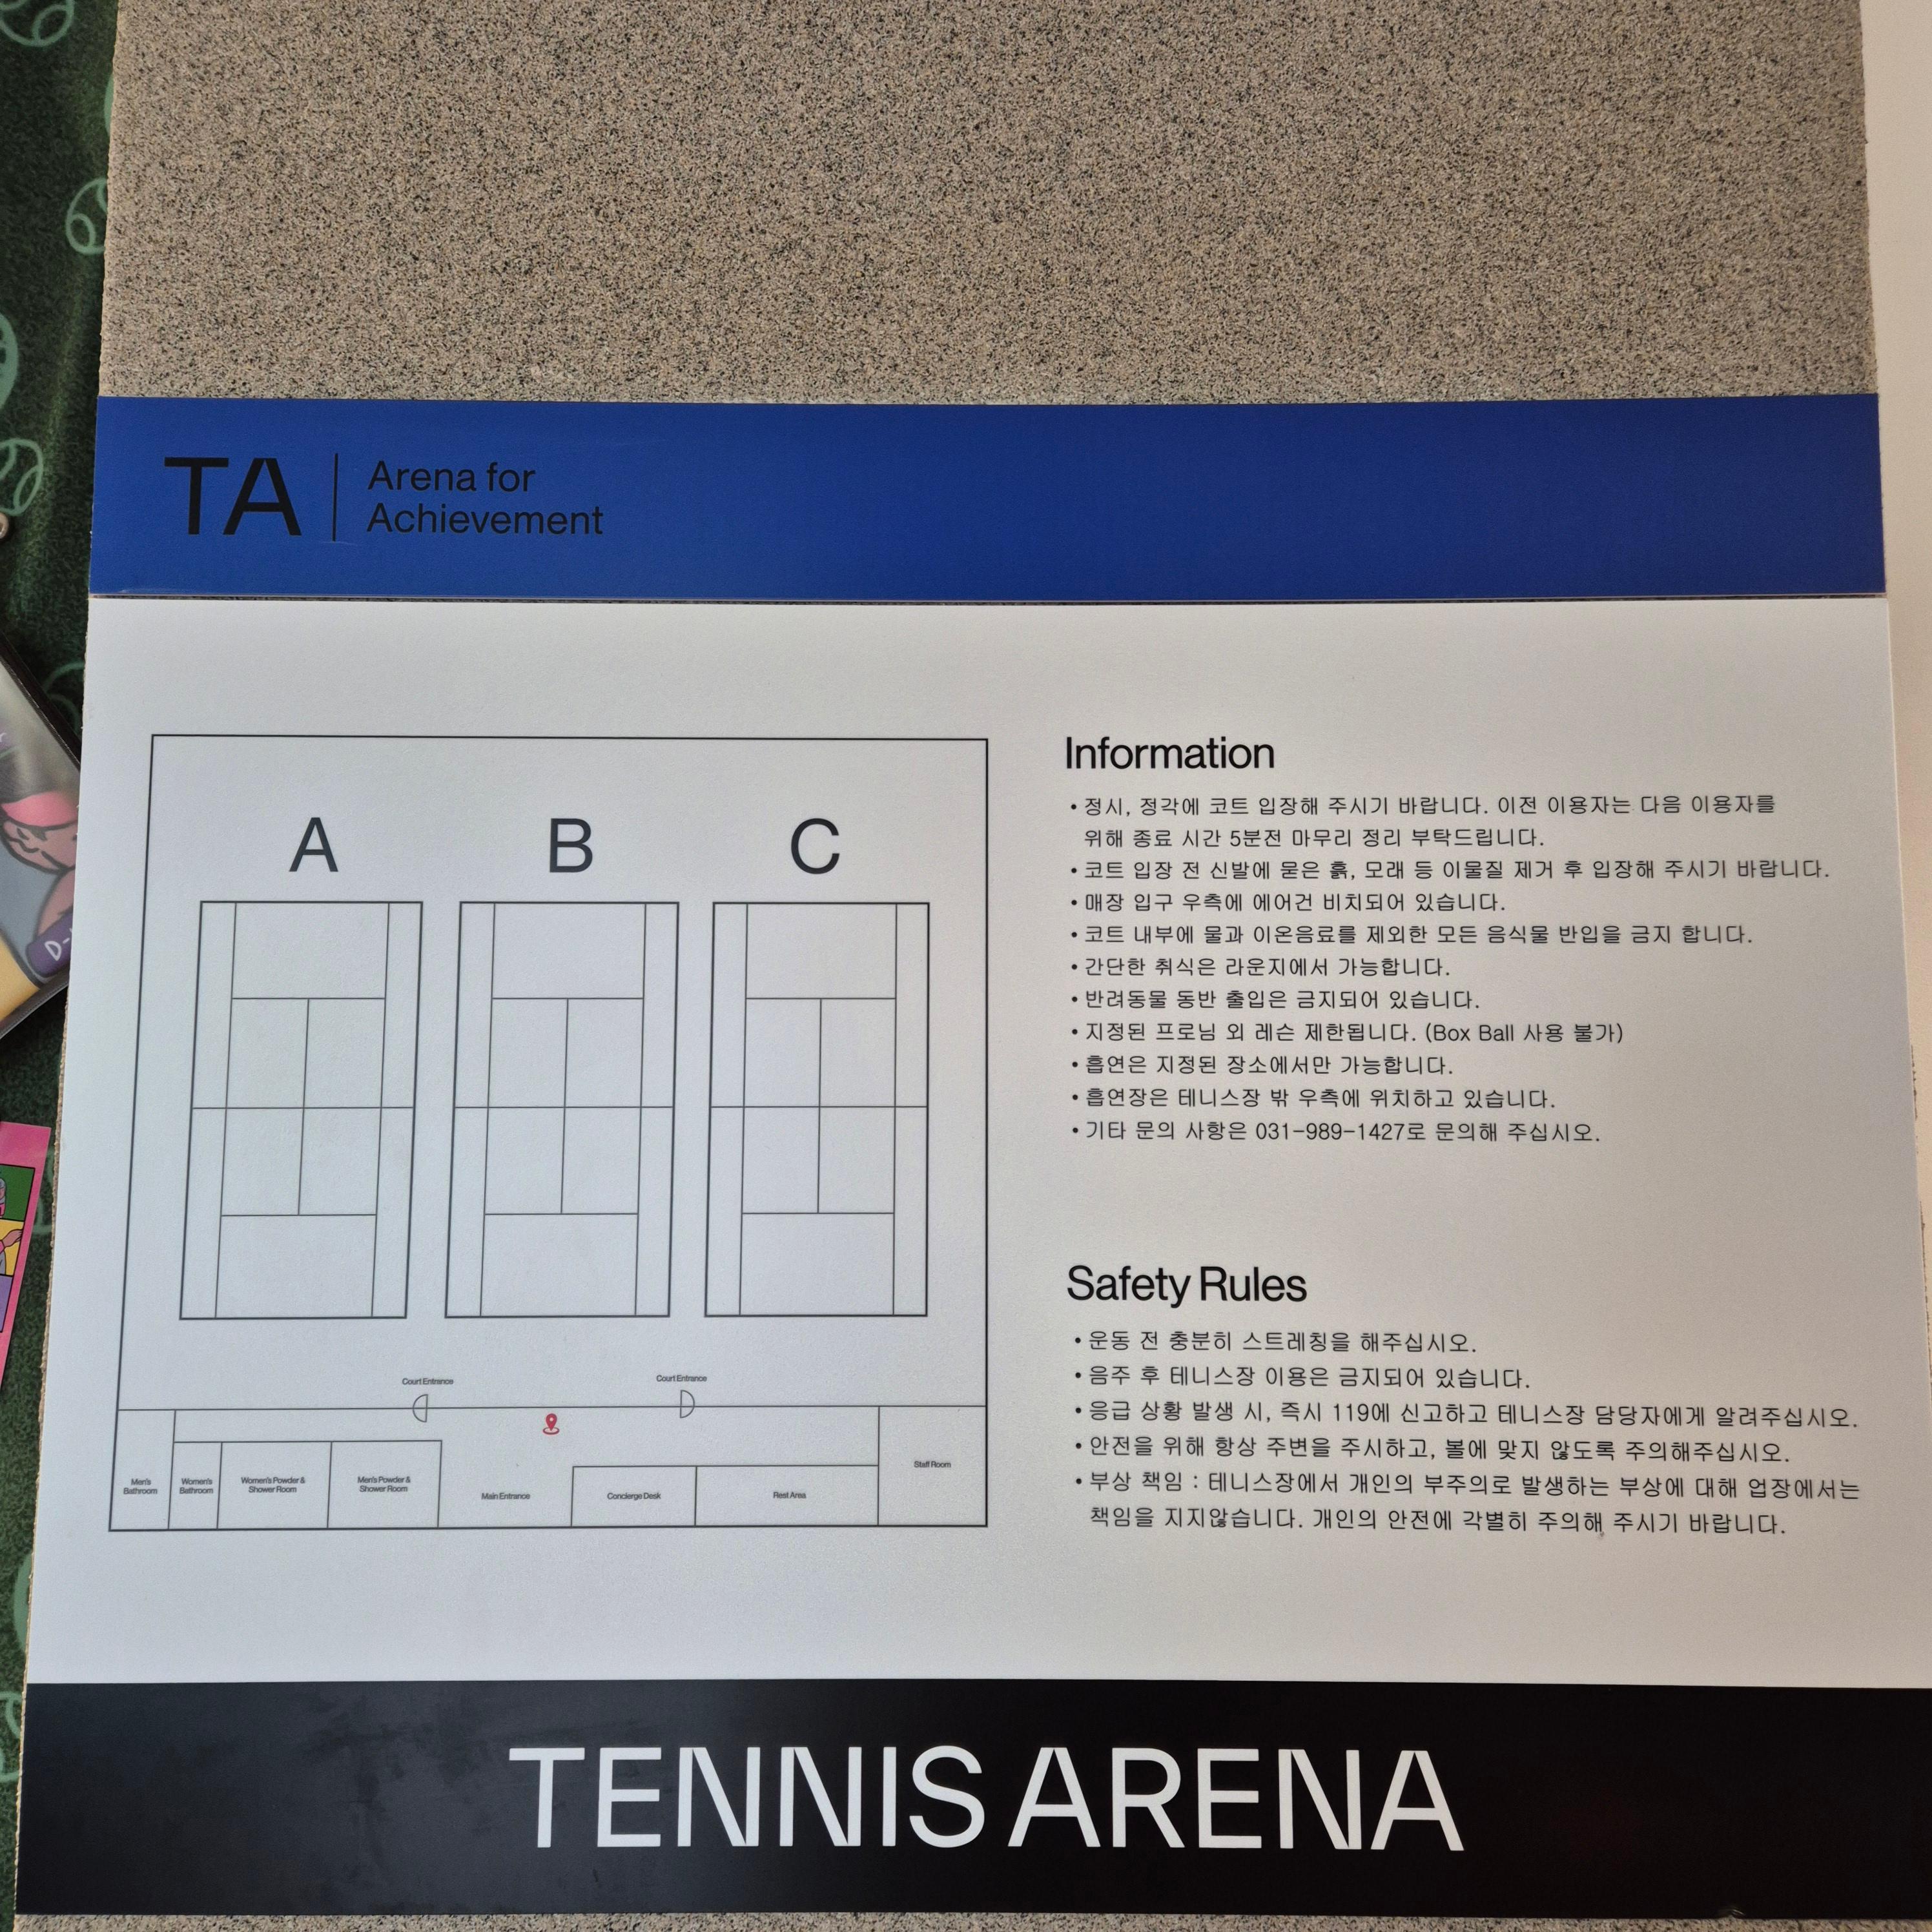 TA
Arena for
Achievement
A B C
Court Entrance
Court Entrance
Men's
Bathroom
Women's
Bathroom
Women's Powder &
Shower Room
Men's Powder &
Shower Room
Main Entrance
Concierge Desk
Rest Area
Staff Room
Information
• 정시, 정각에 코트 입장해 주시기 바랍니다. 이전 이용자는 다음 이용자를
위해 종료 시간 5분전 마무리 정리 부탁드립니다.
• 코트 입장 전 신발에 묻은 흙, 모래 등 이물질 제거 후 입장해 주시기 바랍니다.
• 매장 입구 우측에 에어건 비치되어 있습니다.
• 코트 내부에 물과 이온음료를 제외한 모든 음식물 반입을 금지 합니다.
• 간단한 취식은 라운지에서 가능합니다.
• 반려동물 동반 출입은 금지되어 있습니다.
• 지정된 프로님 외 레슨 제한됩니다. (Box Ball 사용 불가)
• 흡연은 지정된 장소에서만 가능합니다.
• 흡연장은 테니스장 밖 우측에 위치하고 있습니다.
• 기타 문의 사항은 031-989-1427로 문의해 주십시오.
Safety Rules
• 운동 전 충분히 스트레칭을 해주십시오.
• 음주 후 테니스장 이용은 금지되어 있습니다.
• 응급 상황 발생 시, 즉시 119에 신고하고 테니스장 담당자에게 알려주십시오.
• 안전을 위해 항상 주변을 주시하고, 볼에 맞지 않도록 주의해주십시오.
• 부상 책임 : 테니스장에서 개인의 부주의로 발생하는 부상에 대해 업장에서는
책임을 지지않습니다. 개인의 안전에 각별히 주의해 주시기 바랍니다.
TENNIS ARENA